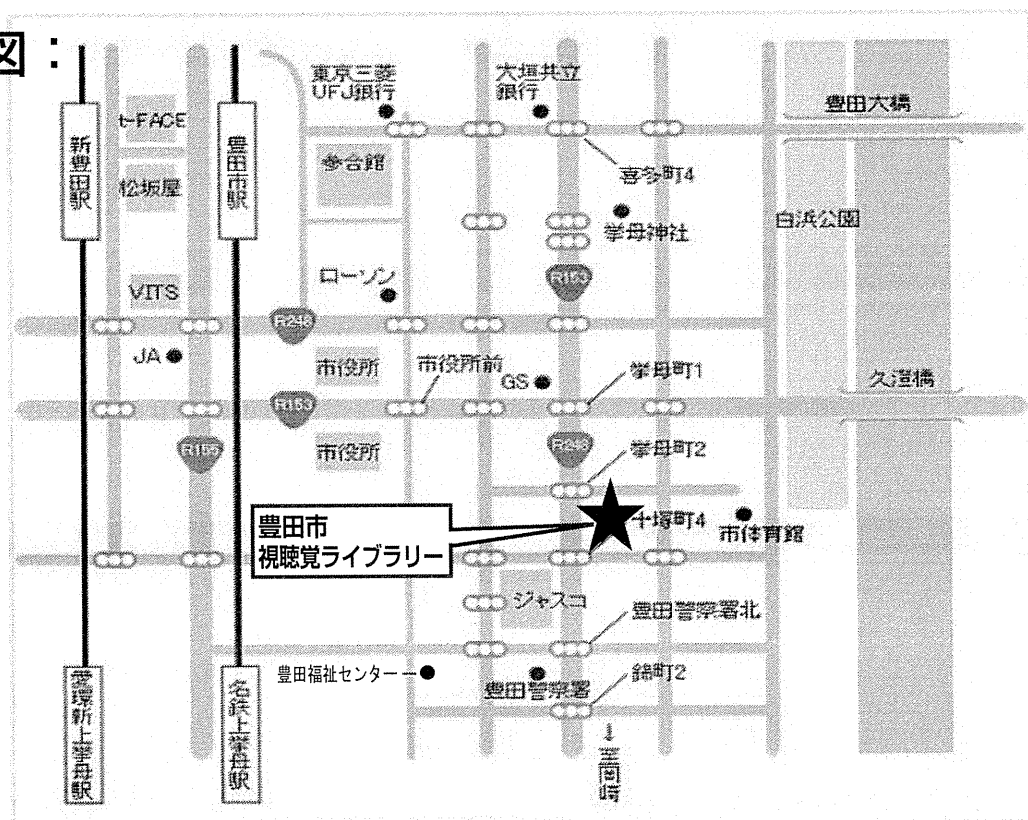 図：
東京三菱
UFJ銀行
大垣共立
銀行
豊田大橋
t-FACE
新豊田駅
豊田市駅
参合館
喜多町4
松坂屋
挙母神社
白浜公園
ローソン
R153
VITS
R248
JA
市役所
市役所前
GS
挙母町1
久澄橋
R153
R155
市役所
R248
挙母町2
豊田市
視聴覚ライブラリー
十塚町4
市体育館
ジャスコ
豊田警察署北
豊田福祉センター
豊田警察署
錦町2
愛環新上挙母駅
名鉄上挙母駅
↓
至岡崎